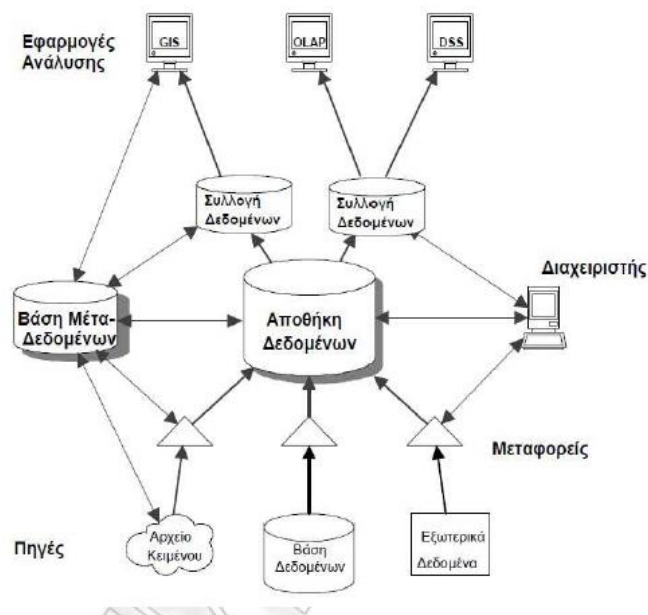 Εφαρμογές
Ανάλυσης
GIS
OLAP
DSS
Συλλογή
Δεδομένων
Συλλογή
Δεδομένων
Διαχειριστής
Βάση Μέτα-
Δεδομένων
Αποθήκη
Δεδομένων
Μεταφορείς
Πηγές
Αρχείο
Κειμένου
Βάση
Δεδομένων
Εξωτερικά
Δεδομένα